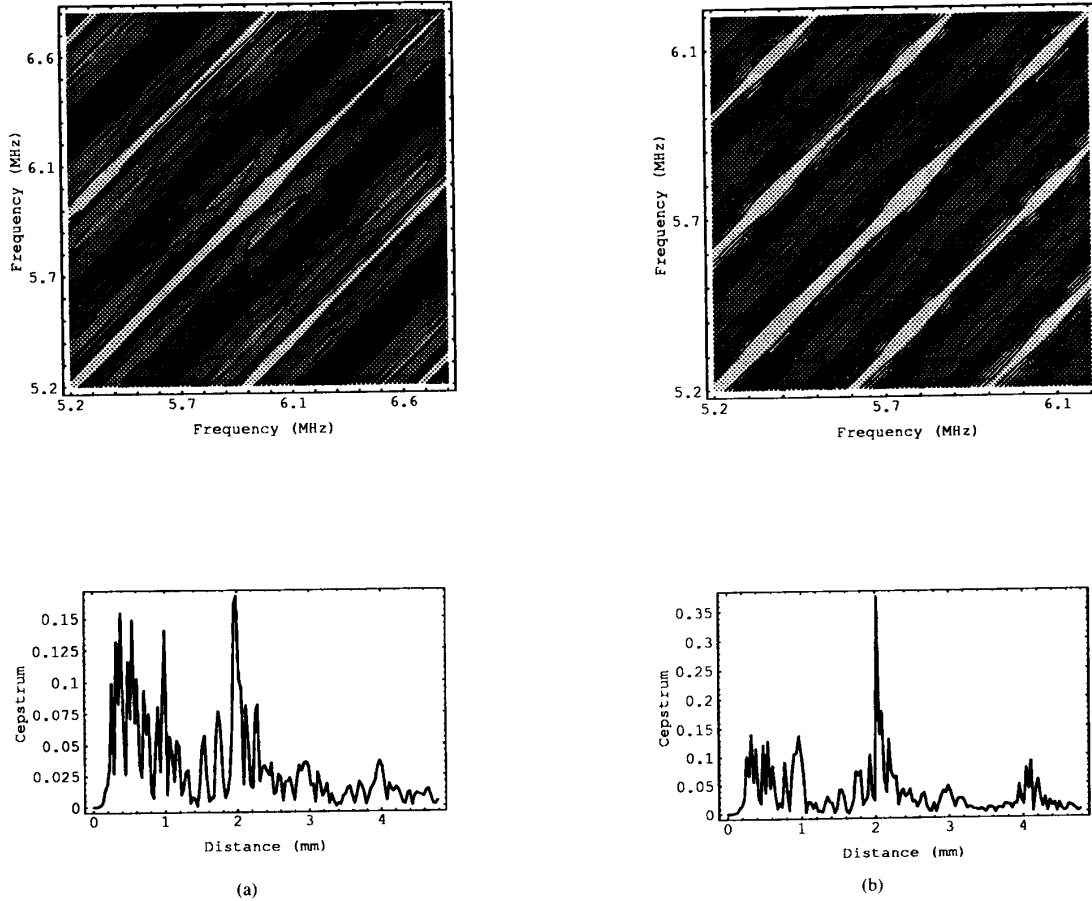 6.6
6.1
5.7
5.2
Frequency (MHz)
5.2 5.7 6.1 6.6
Frequency (MHz)
6.1
5.7
5.2
Frequency (MHz)
5.2 5.7 6.1
Frequency (MHz)
0.15
0.125
0.1
0.075
0.05
0.025
0
Cepstrum
0 1 2 3 4
Distance (mm)
(a)
0.35
0.3
0.25
0.2
0.15
0.1
0.05
0
Cepstrum
0 1 2 3 4
Distance (mm)
(b)